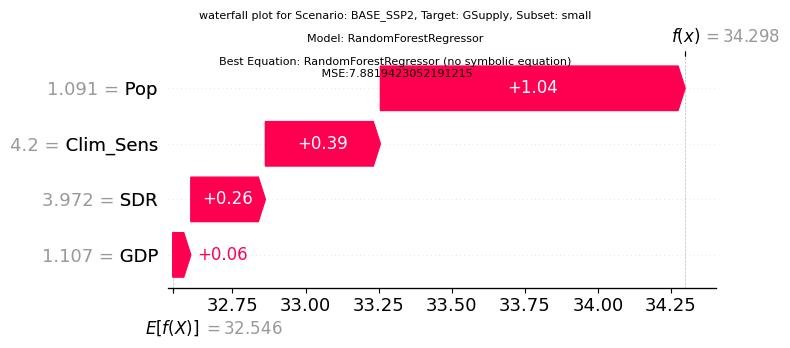 waterfall plot for Scenario: BASE_SSP2, Target: GSupply, Subset: small
Model: RandomForestRegressor
Best Equation: RandomForestRegressor (no symbolic equation)
MSE:7.8819423052191215
f(x) = 34.298
1.091 = Pop
+1.04
4.2 = Clim_Sens
+0.39
3.972 = SDR
+0.26
1.107 = GDP
+0.06
32.75 33.00 33.25 33.50 33.75 34.00 34.25
E[f(X)] = 32.546